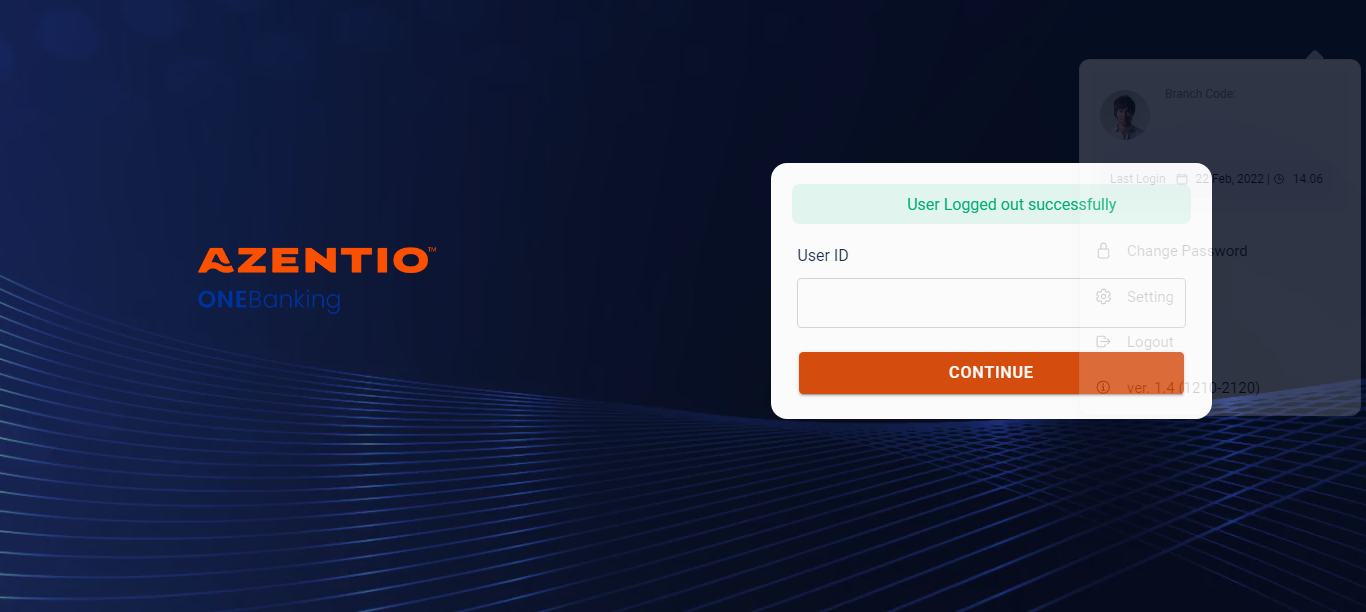 AZENTIO™
ONEBanking
User Logged out successfully
User ID
CONTINUE
Branch Code:
Last Login 22 Feb, 2022 | 14.06
Change Password
Setting
Logout
ver. 1.4 (1210-2120)